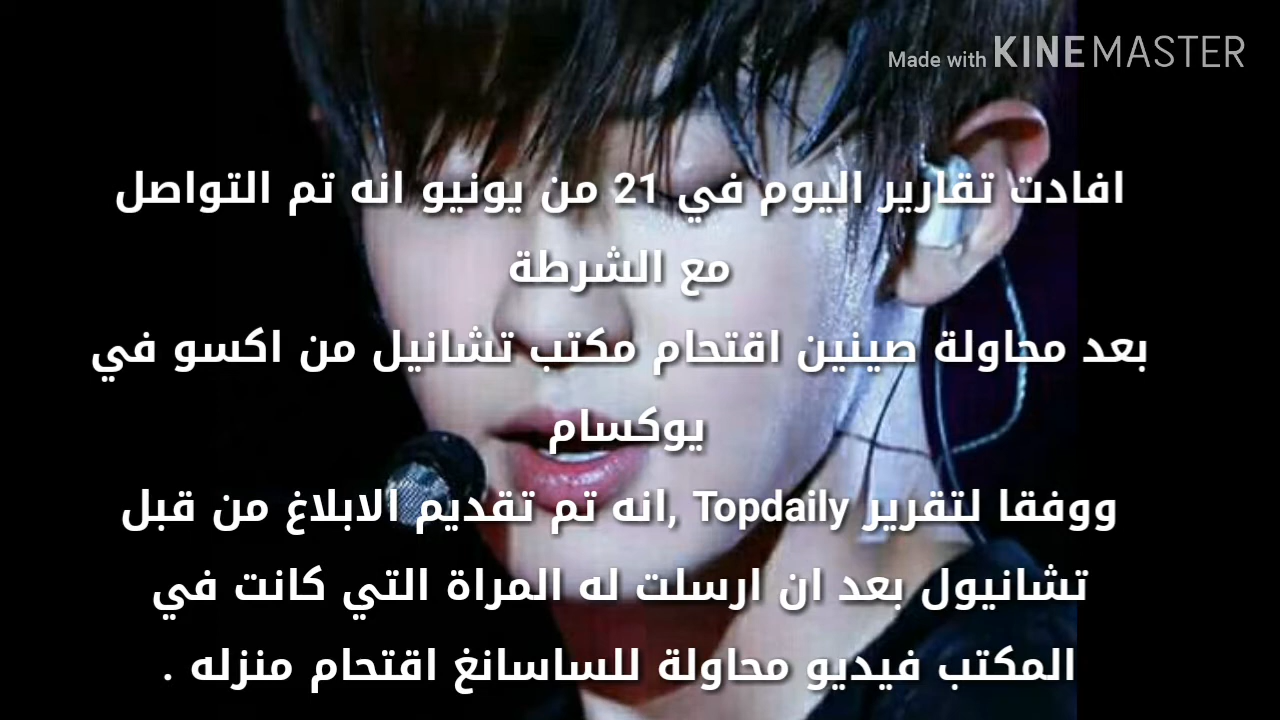 Made with KINEMASTER
افادت تقارير اليوم في 21 من يونيو انه تم التواصل
مع الشرطة
بعد محاولة صينين اقتحام مكتب تشانيل من اكسو في
يوكسام
ووفقا لتقرير Topdaily ,انه تم تقديم الابلاغ من قبل
تشانيول بعد ان ارسلت له المراة التي كانت في
المكتب فيديو محاولة للساسانغ اقتحام منزله .